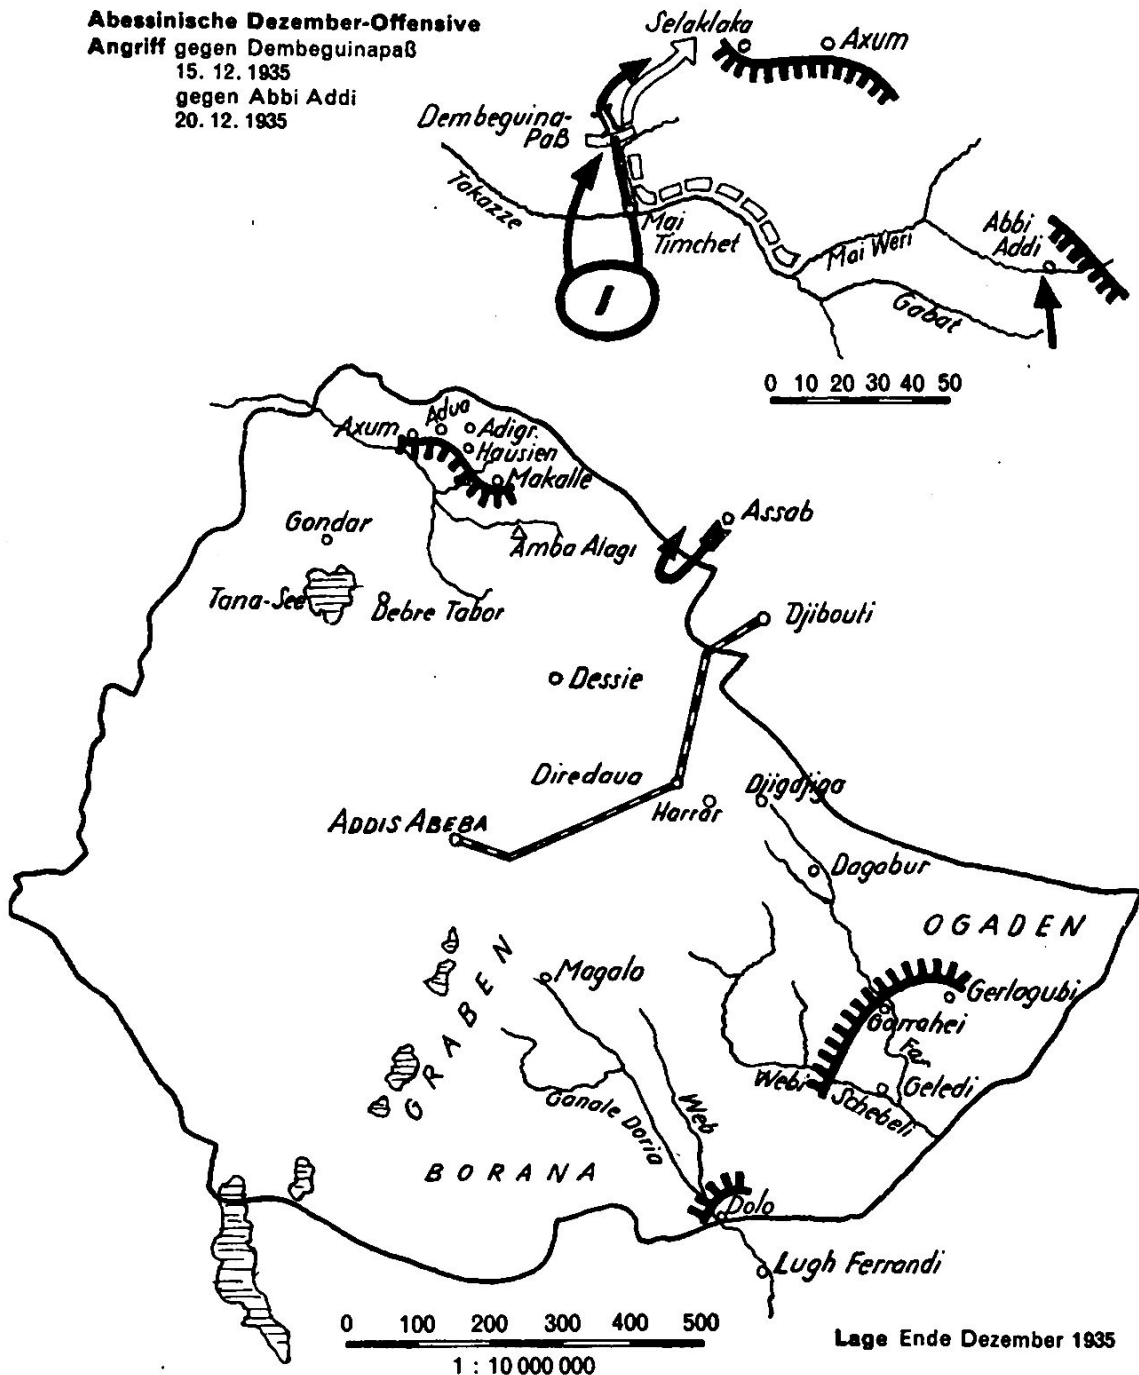 Abessinische Dezember-Offensive
Angriff gegen Dembeguinapaß
15. 12. 1935
gegen Abbi Addi
20. 12. 1935
Selaklaka
Axum
Dembeguina-
Paß
Takazze
Mai
Timchet
Mai Weri
Abbi
Addi
Gabat
I
0 10 20 30 40 50
Axum
Adua
Adigr.
Hausien
Makalle
Assab
Gondar
Amba Alagi
Tana-See
Debre Tabor
Djibouti
Dessie
Diredaua
Harrar
Djigdjiga
ADDIS ABEBA
Dagabur
OGADEN
GRABEN
Magalo
Gerlogubi
Gorrahei
Faf
Webi
Schebeli
Geledi
Ganale Doria
Web
BORANA
Dolo
Lugh Ferrandi
0 100 200 300 400 500
1 : 10 000 000
Lage Ende Dezember 1935